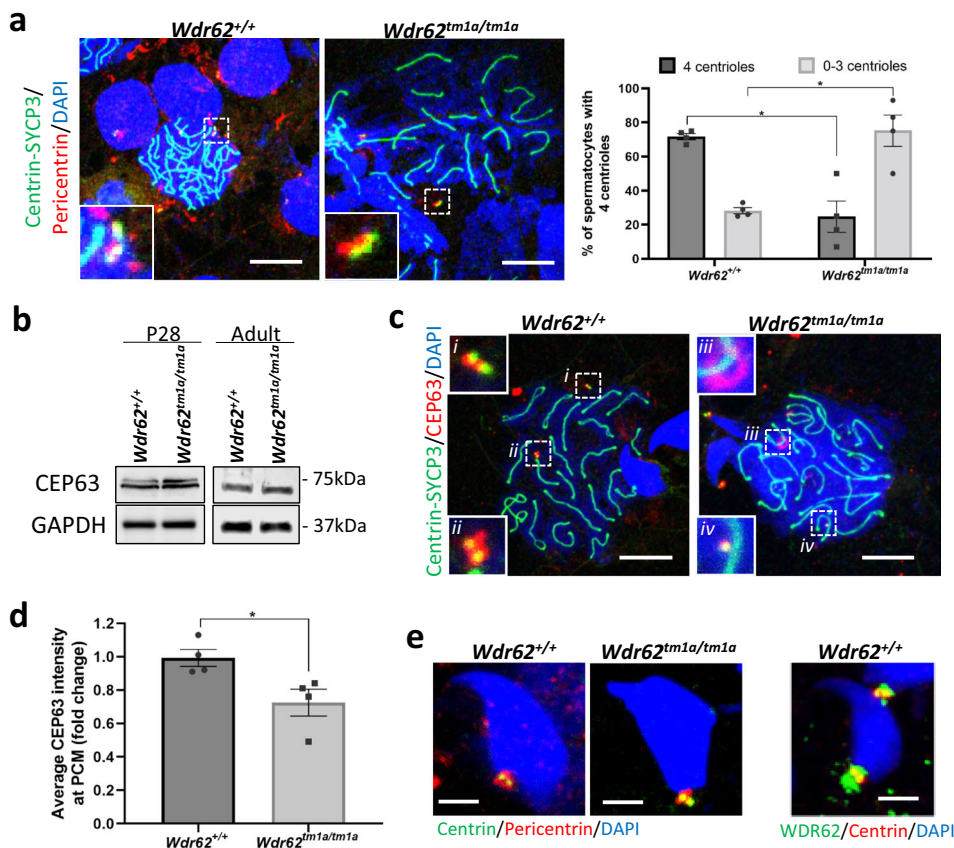 a
Wdr62+/+
Wdr62tm1a/tm1a
Centrin-SYCP3/
Pericentrin/DAPI
4 centrioles
0-3 centrioles
% of spermatocytes with
4 centrioles
100
80
60
40
20
0
*
*
Wdr62+/+
Wdr62tm1a/tm1a
b
P28
Adult
Wdr62+/+
Wdr62tm1a/tm1a
Wdr62+/+
Wdr62tm1a/tm1a
CEP63
- 75kDa
GAPDH
- 37kDa
c
Wdr62+/+
Wdr62tm1a/tm1a
Centrin-SYCP3/CEP63/DAPI
i
i
ii
ii
iii
iii
iv
iv
d
Average CEP63 intensity
at PCM (fold change)
1.2
1.0
0.8
0.6
0.4
0.2
0.0
*
Wdr62+/+
Wdr62tm1a/tm1a
e
Wdr62+/+
Wdr62tm1a/tm1a
Wdr62+/+
Centrin/Pericentrin/DAPI
WDR62/Centrin/DAPI